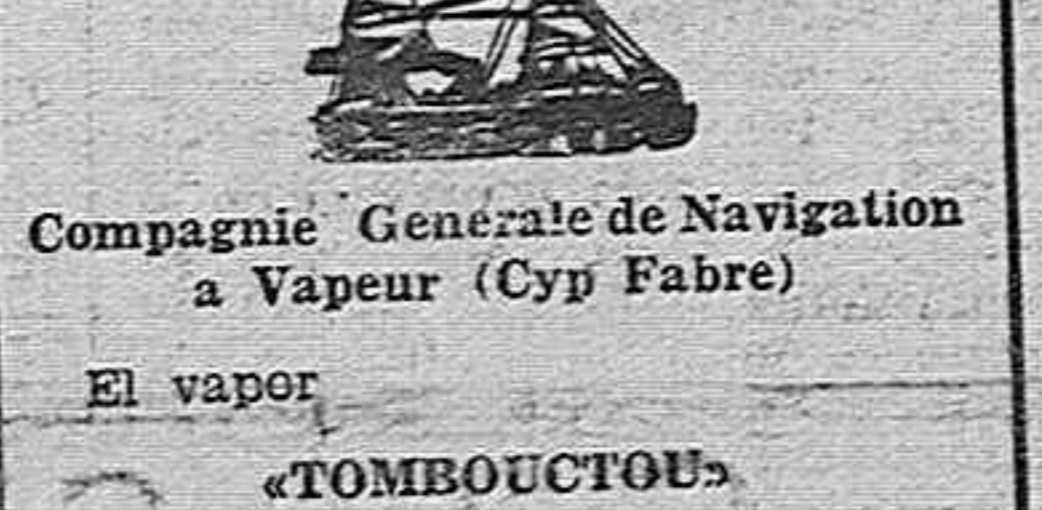 Compagnie Generale de Navigation
a Vapeur (Cyp Fabre)
El vapor
«TOMBOUCTOU»